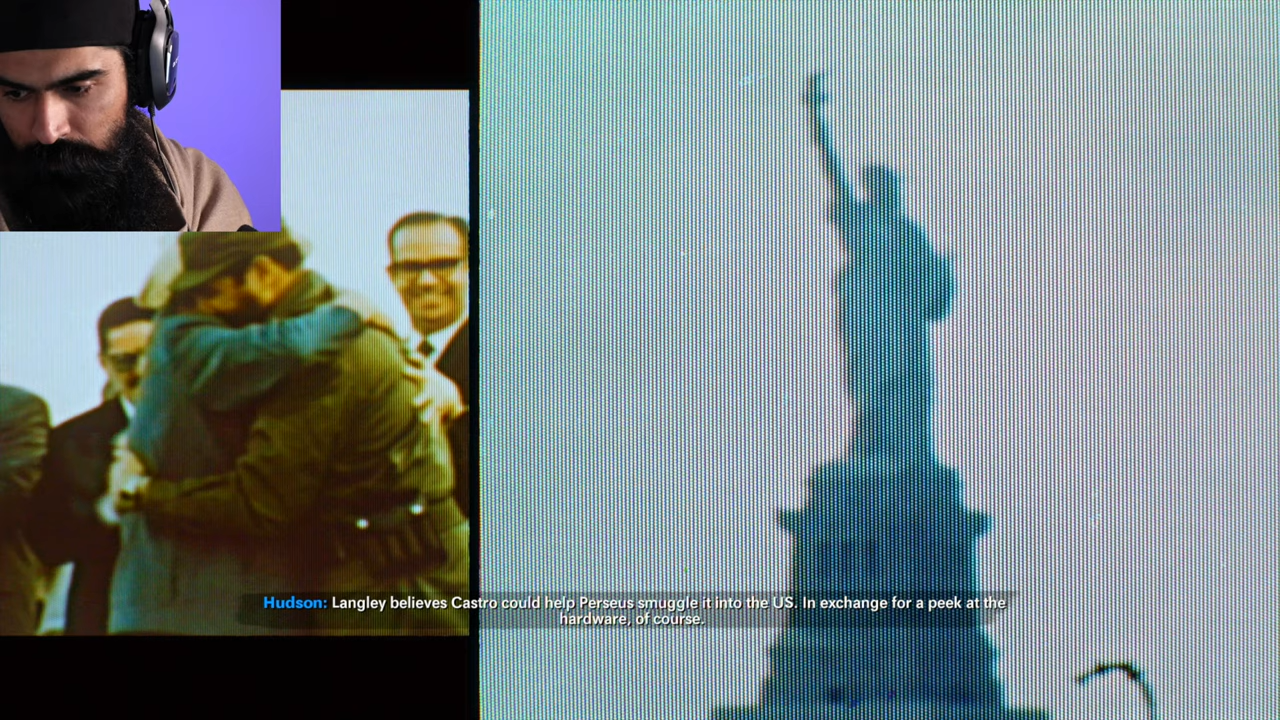 Hudson: Langley believes Castro could help Perseus smuggle it into the US. In exchange for a peek at the
hardware, of course.